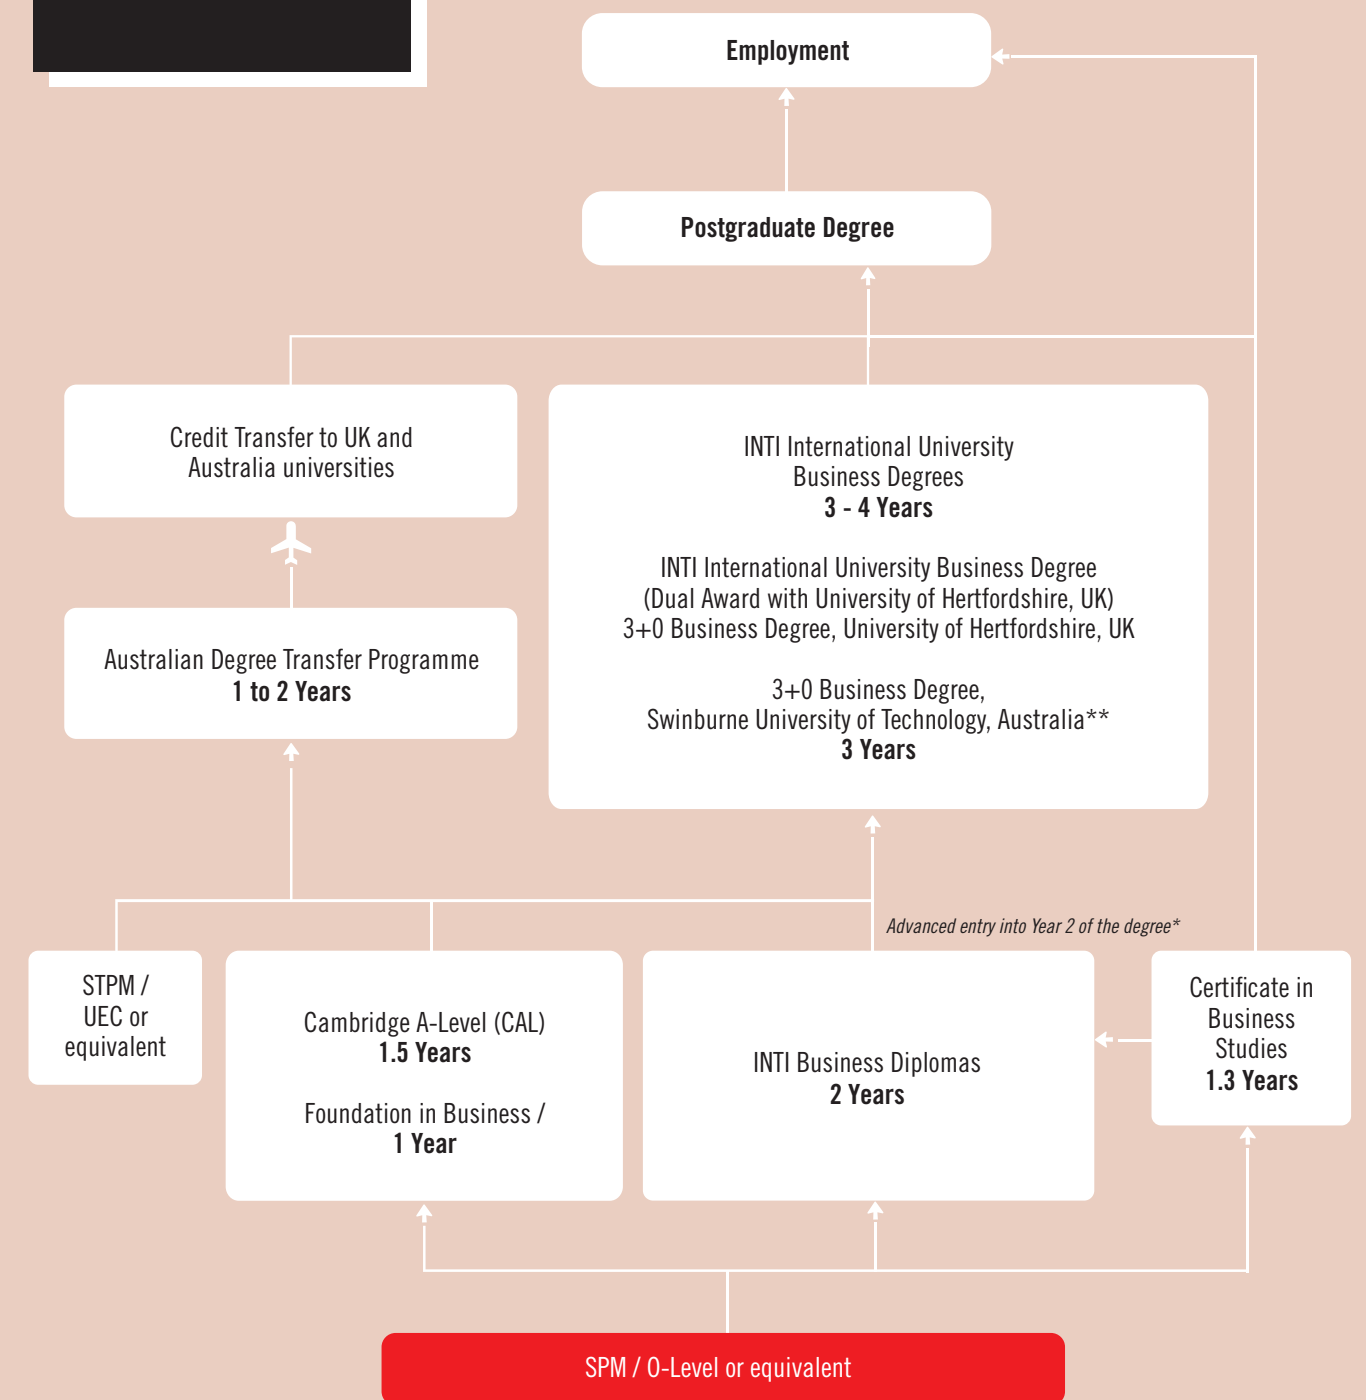 Employment
Postgraduate Degree
Credit Transfer to UK and
Australia universities
INTI International University
Business Degrees
3 - 4 Years
INTI International University Business Degree
(Dual Award with University of Hertfordshire, UK)
3+0 Business Degree, University of Hertfordshire, UK
3+0 Business Degree,
Swinburne University of Technology, Australia**
3 Years
Australian Degree Transfer Programme
1 to 2 Years
Advanced entry into Year 2 of the degree*
STPM /
UEC or
equivalent
Cambridge A-Level (CAL)
1.5 Years
Foundation in Business /
1 Year
INTI Business Diplomas
2 Years
Certificate in
Business
Studies
1.3 Years
SPM / O-Level or equivalent